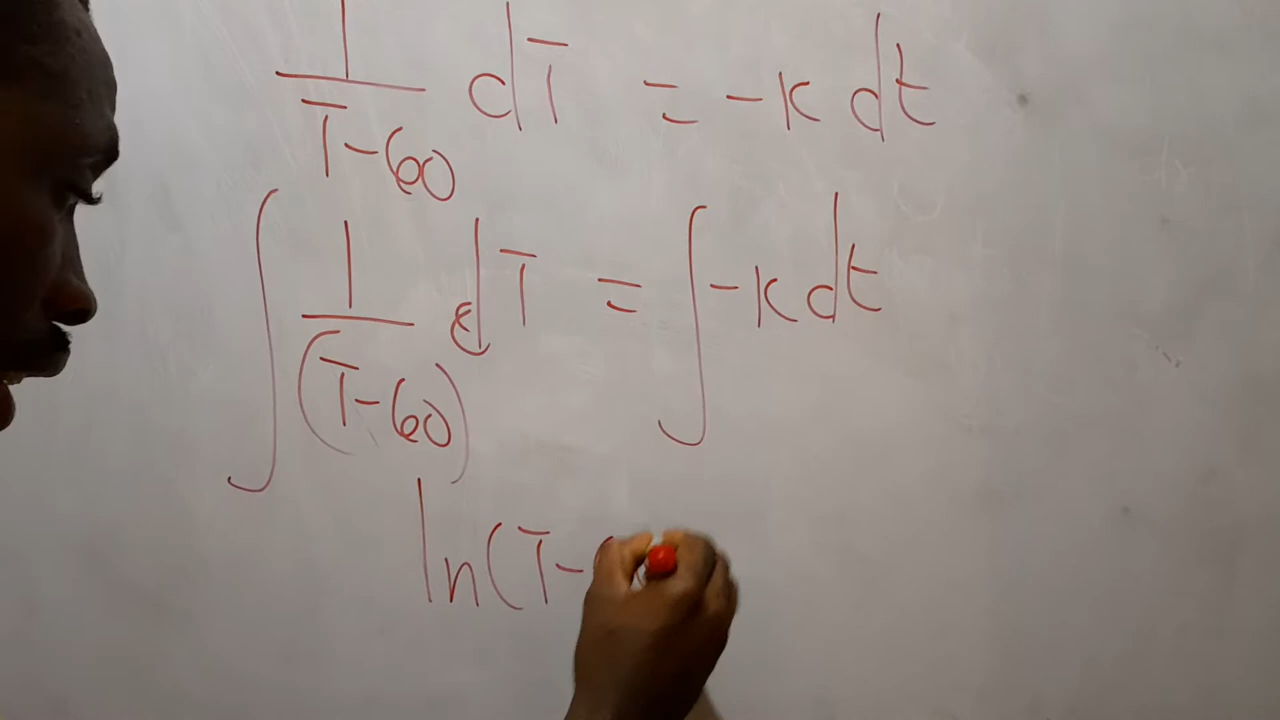 1/(T-60) dT = -k dt
∫ 1/(T-60) dT = ∫ -k dt
ln(T-